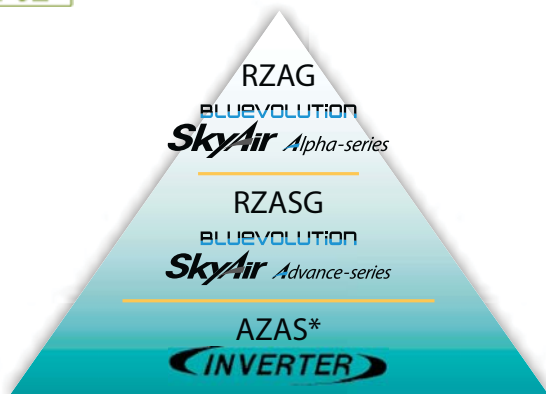 RZAG
BLUEVOLUTION
SkyAir Alpha-series
RZASG
BLUEVOLUTION
SkyAir Advance-series
AZAS*
INVERTER